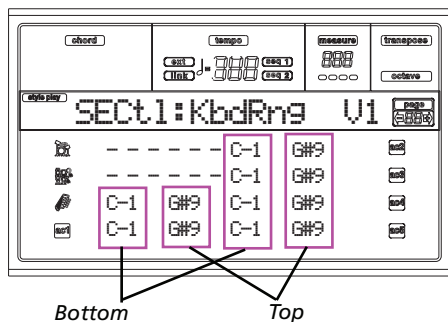 chord tempo measure transpose
ext seq 1
link seq 2
octave
style play SECtl:KbdRng V1 page
- - - - - - C-1 G#9 acc2
- - - - - - C-1 G#9 acc3
C-1 G#9 C-1 G#9 acc4
acc1 C-1 G#9 C-1 G#9 acc5
Bottom Top